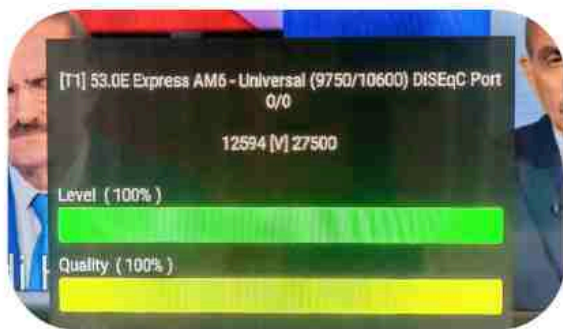 [T1] 53.0E Express AM6 - Universal (9750/10600) DiSEqC Port
0/0
12594 [V] 27500
Level ( 100% )
Quality ( 100% )